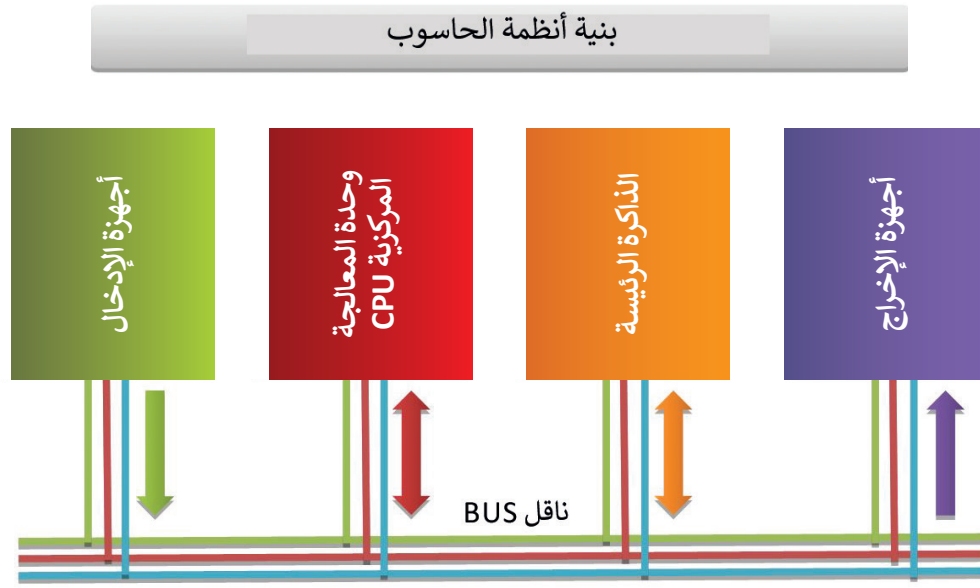 بنية أنظمة الحاسوب
أجهزة الإخراج
الذاكرة الرئيسة
وحدة المعالجة
المركزية CPU
أجهزة الإدخال
ناقل BUS